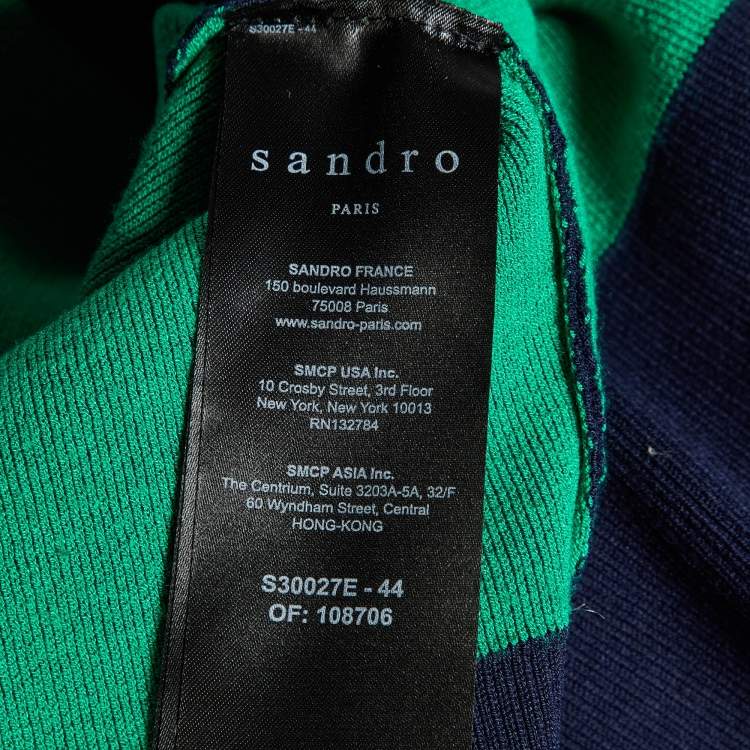 S30027E - 44
sandro
PARIS
SANDRO FRANCE
150 boulevard Haussmann
75008 Paris
www.sandro-paris.com
SMCP USA Inc.
10 Crosby Street, 3rd Floor
New York, New York 10013
RN132784
SMCP ASIA Inc.
The Centrium, Suite 3203A-5A, 32/F
60 Wyndham Street, Central
HONG-KONG
S30027E - 44
OF: 108706